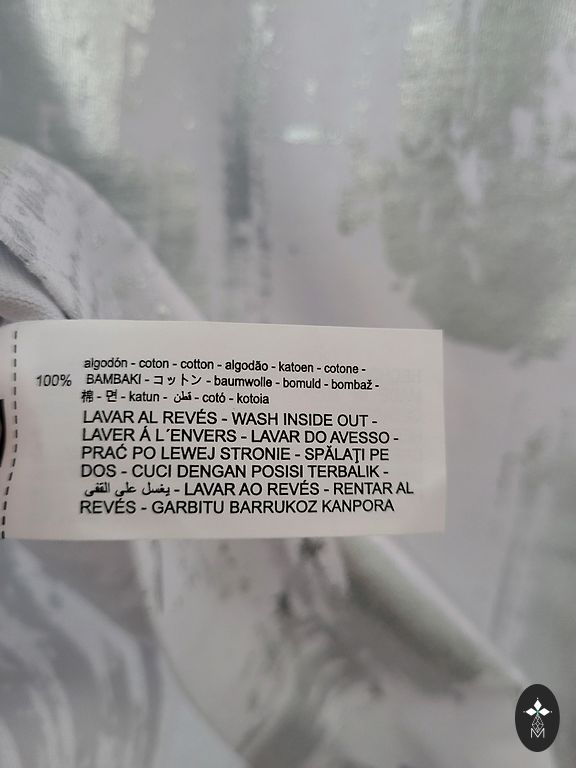 algodón - coton - cotton - algodão - katoen - cotone -
100% BAMBAKI - コットン - baumwolle - bomuld - bombaž -
棉 - 면 - katun - قطن - cotó - kotoia
LAVAR AL REVÉS - WASH INSIDE OUT -
LAVER Á L´ENVERS - LAVAR DO AVESSO -
PRAĆ PO LEWEJ STRONIE - SPĂLAŢI PE
DOS - CUCI DENGAN POSISI TERBALIK -
يغسل على القفى - LAVAR AO REVÉS - RENTAR AL
REVÉS - GARBITU BARRUKOZ KANPORA
M